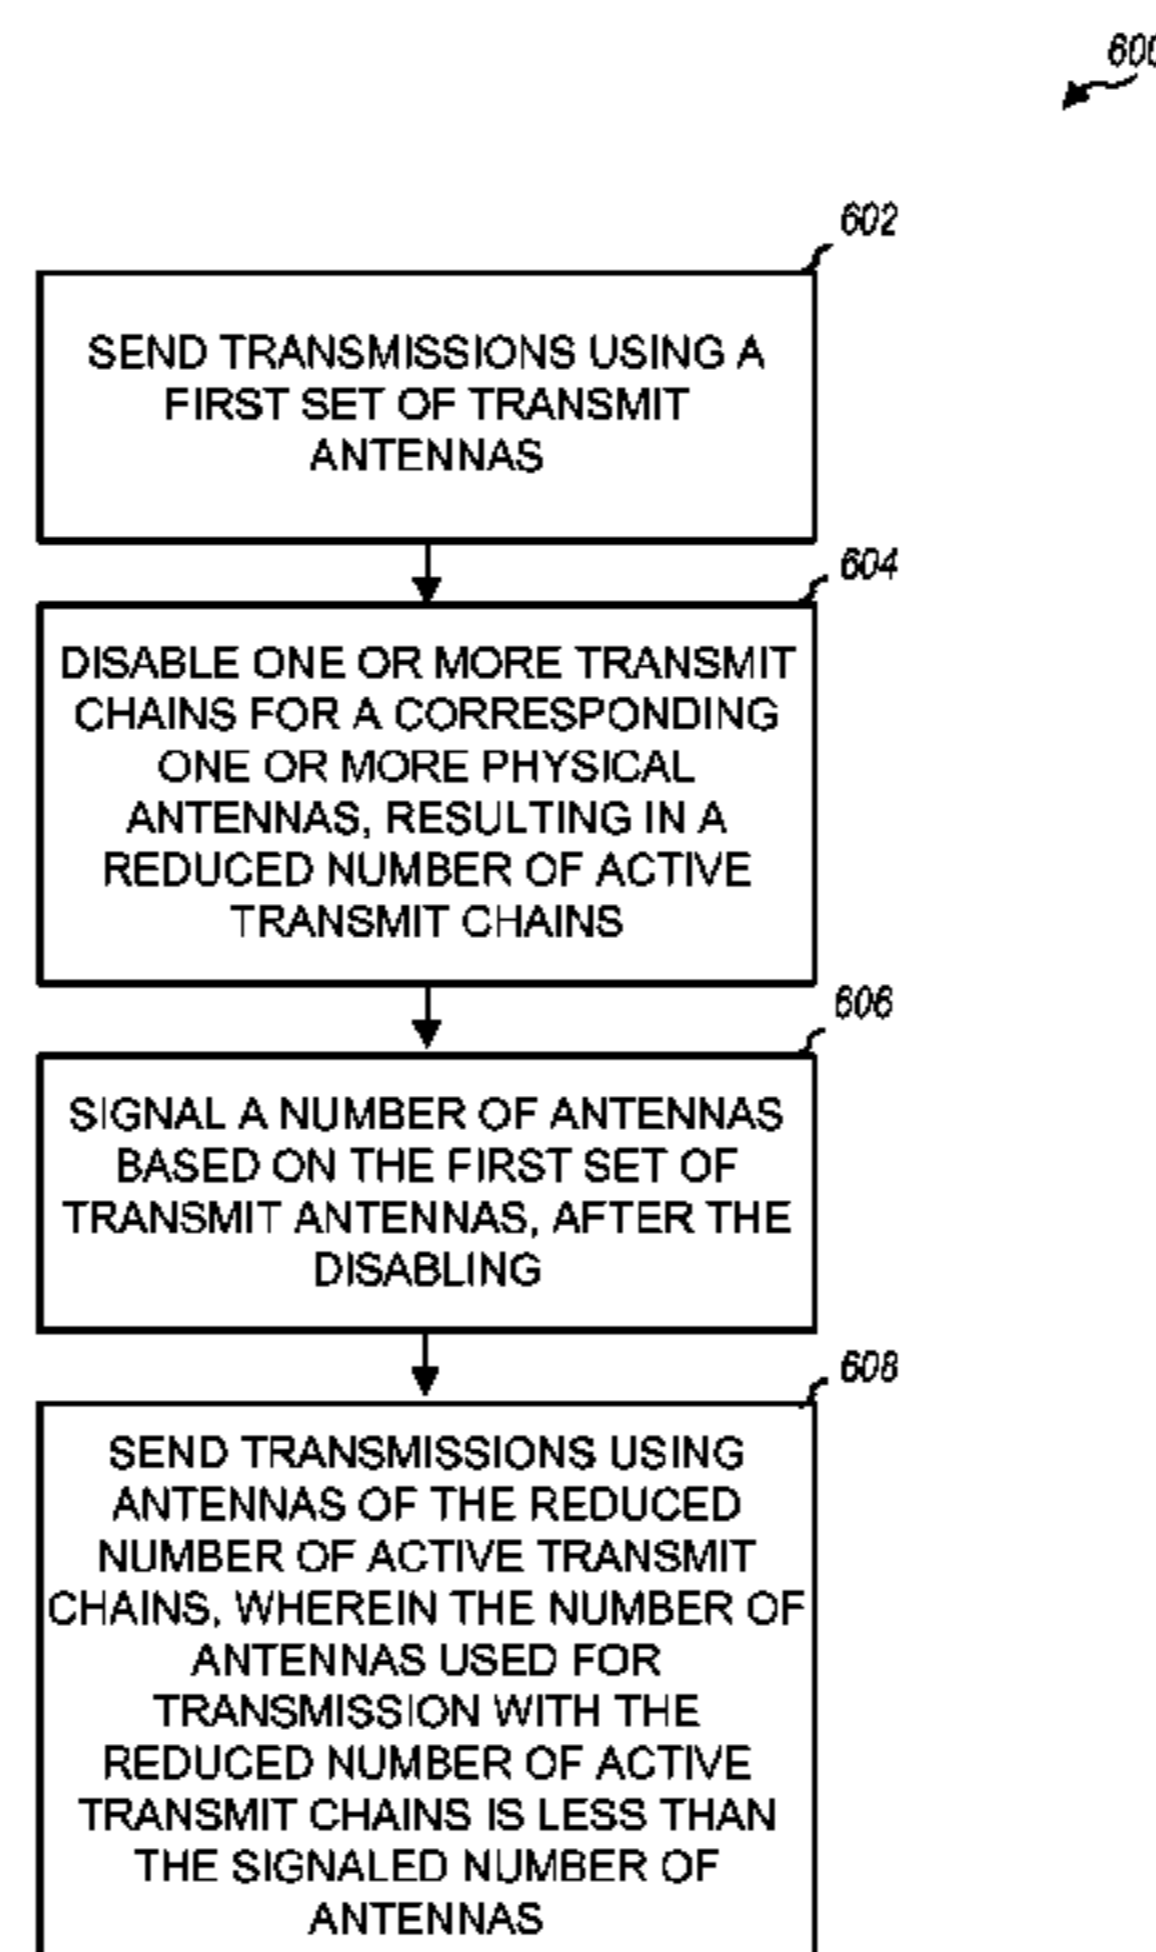 600
602
SEND TRANSMISSIONS USING A
FIRST SET OF TRANSMIT
ANTENNAS
604
DISABLE ONE OR MORE TRANSMIT
CHAINS FOR A CORRESPONDING
ONE OR MORE PHYSICAL
ANTENNAS, RESULTING IN A
REDUCED NUMBER OF ACTIVE
TRANSMIT CHAINS
606
SIGNAL A NUMBER OF ANTENNAS
BASED ON THE FIRST SET OF
TRANSMIT ANTENNAS, AFTER THE
DISABLING
608
SEND TRANSMISSIONS USING
ANTENNAS OF THE REDUCED
NUMBER OF ACTIVE TRANSMIT
CHAINS, WHEREIN THE NUMBER OF
ANTENNAS USED FOR
TRANSMISSION WITH THE
REDUCED NUMBER OF ACTIVE
TRANSMIT CHAINS IS LESS THAN
THE SIGNALED NUMBER OF
ANTENNAS